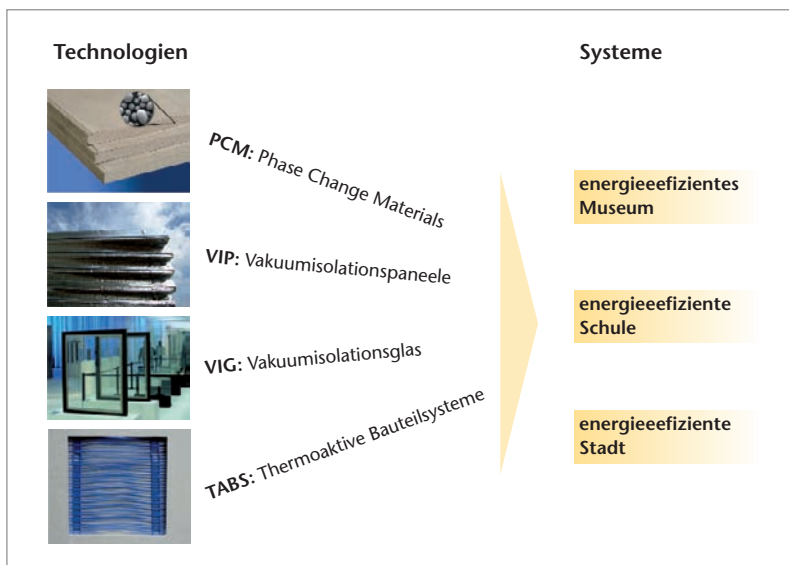 Technologien
Systeme
PCM: Phase Change Materials
VIP: Vakuumisolationspaneele
VIG: Vakuumisolationsglas
TABS: Thermoaktive Bauteilsysteme
energieeefizientes
Museum
energieeefiziente
Schule
energieeefiziente
Stadt